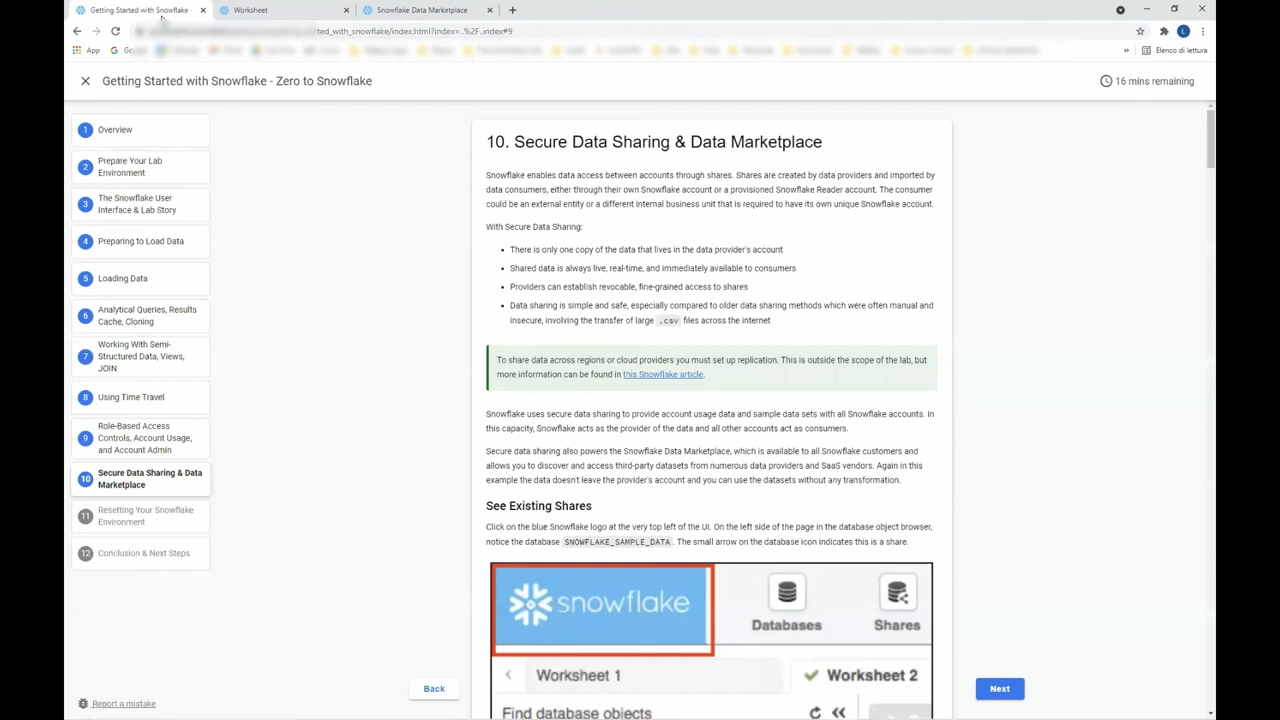 Getting Started with Snowflake
Worksheet
Snowflake Data Marketplace
ted_with_snowflake/index.html?index=..%2F..index#9
App
Elenco di lettura
Getting Started with Snowflake - Zero to Snowflake
16 mins remaining
1 Overview
2 Prepare Your Lab
Environment
3 The Snowflake User
Interface & Lab Story
4 Preparing to Load Data
5 Loading Data
6 Analytical Queries, Results
Cache, Cloning
7 Working With Semi-
Structured Data, Views,
JOIN
8 Using Time Travel
9 Role-Based Access
Controls, Account Usage,
and Account Admin
10 Secure Data Sharing & Data
Marketplace
11 Resetting Your Snowflake
Environment
12 Conclusion & Next Steps
Report a mistake
10. Secure Data Sharing & Data Marketplace
Snowflake enables data access between accounts through shares. Shares are created by data providers and imported by
data consumers, either through their own Snowflake account or a provisioned Snowflake Reader account. The consumer
could be an external entity or a different internal business unit that is required to have its own unique Snowflake account.
With Secure Data Sharing:
• There is only one copy of the data that lives in the data provider's account
• Shared data is always live, real-time, and immediately available to consumers
• Providers can establish revocable, fine-grained access to shares
• Data sharing is simple and safe, especially compared to older data sharing methods which were often manual and
insecure, involving the transfer of large .csv files across the internet
To share data across regions or cloud providers you must set up replication. This is outside the scope of the lab, but
more information can be found in this Snowflake article.
Snowflake uses secure data sharing to provide account usage data and sample data sets with all Snowflake accounts. In
this capacity, Snowflake acts as the provider of the data and all other accounts act as consumers.
Secure data sharing also powers the Snowflake Data Marketplace, which is available to all Snowflake customers and
allows you to discover and access third-party datasets from numerous data providers and SaaS vendors. Again in this
example the data doesn't leave the provider's account and you can use the datasets without any transformation.
See Existing Shares
Click on the blue Snowflake logo at the very top left of the UI. On the left side of the page in the database object browser,
notice the database SNOWFLAKE_SAMPLE_DATA. The small arrow on the database icon indicates this is a share.
snowflake
Databases
Shares
Worksheet 1
Worksheet 2
Find database objects
Back
Next